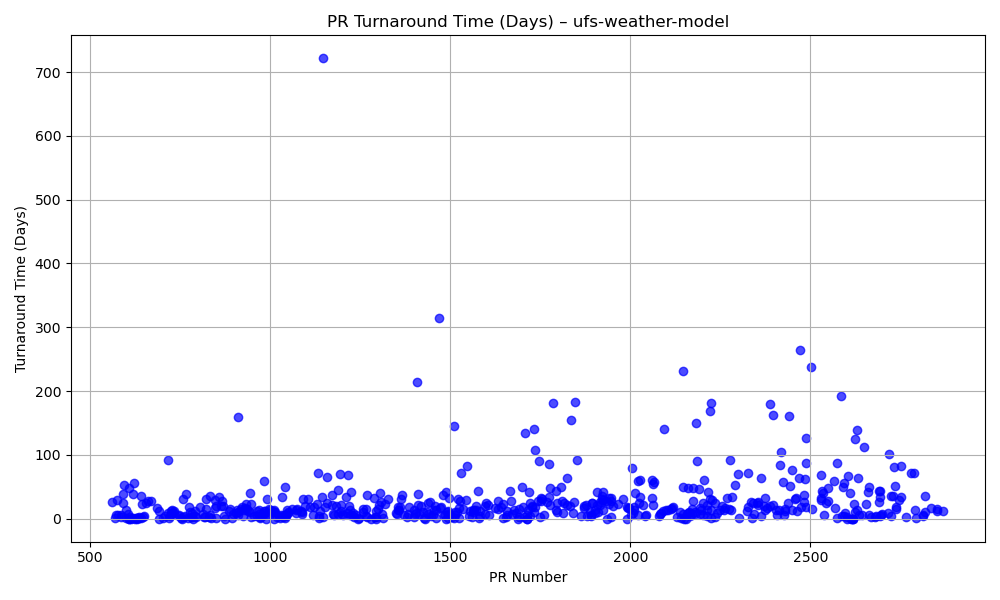 PR Turnaround Time (Days) – ufs-weather-model
700
600
500
400
300
200
100
0
Turnaround Time (Days)
500 1000 1500 2000 2500
PR Number